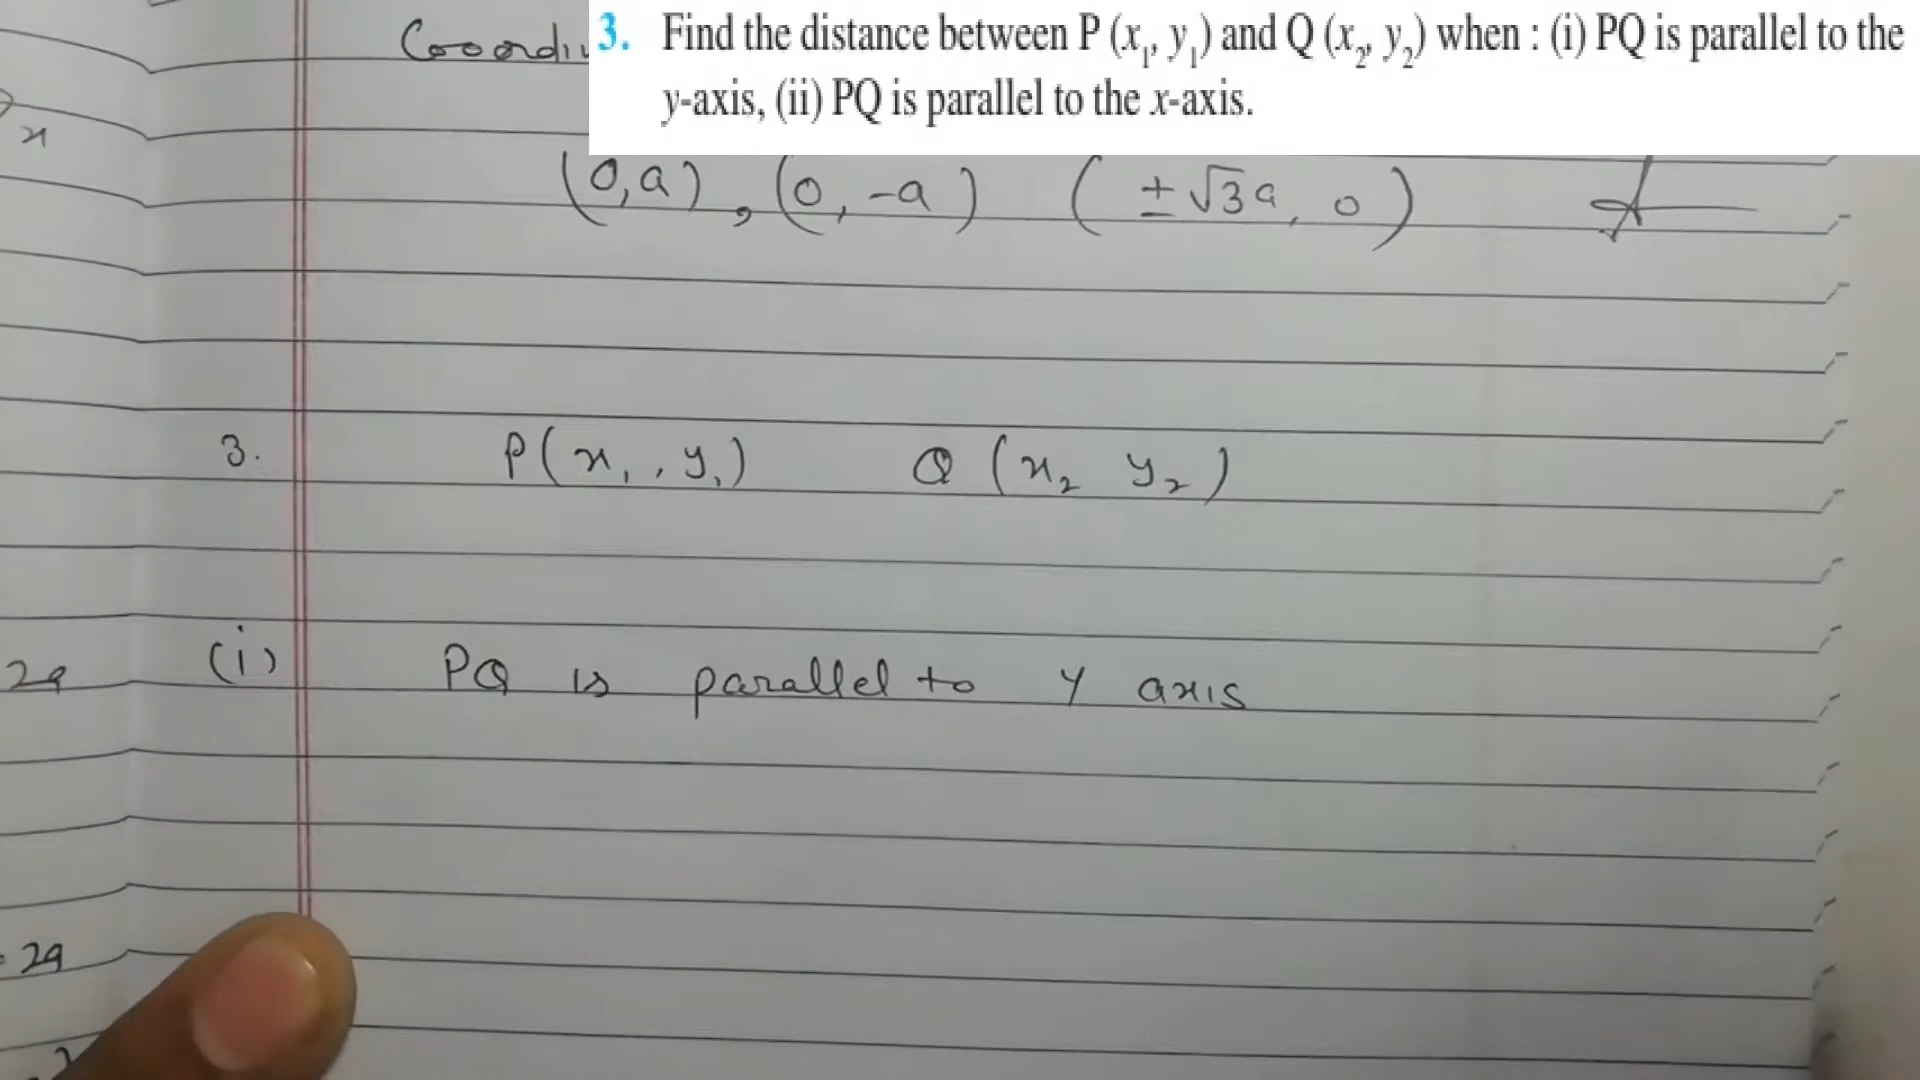 3. Find the distance between P (x₁, y₁) and Q (x₂, y₂) when : (i) PQ is parallel to the
y-axis, (ii) PQ is parallel to the x-axis.
x
(0,a), (0, -a) (±√3a, 0)
3. P(x₁, y₁) Q (x₂ y₂)
2a
(i) PQ is parallel to Y axis
2a